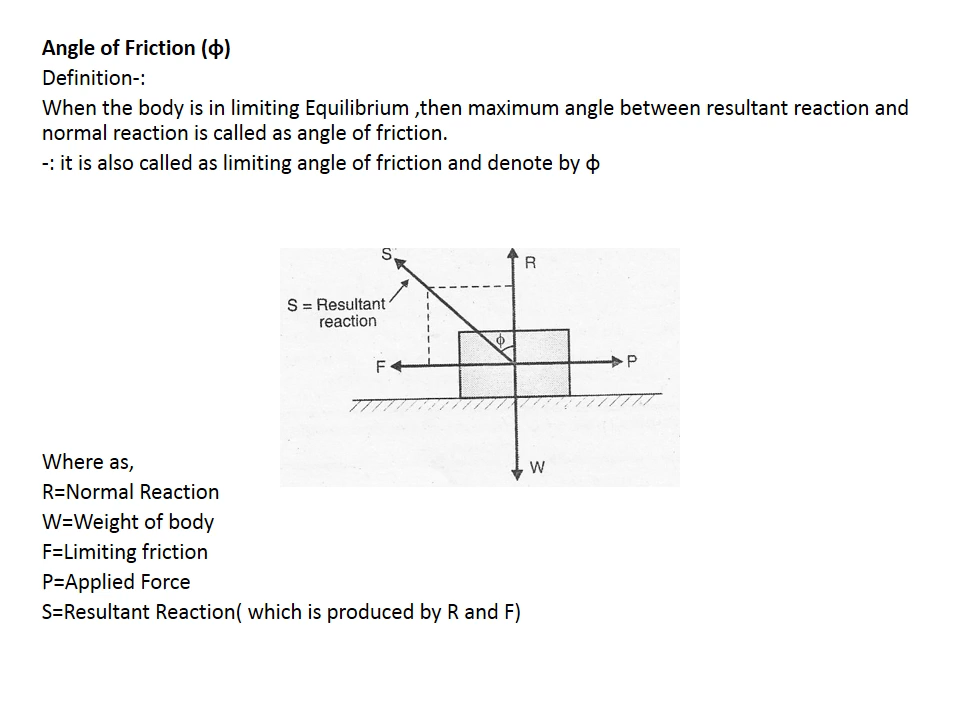 Angle of Friction (ϕ)
Definition-:
When the body is in limiting Equilibrium ,then maximum angle between resultant reaction and
normal reaction is called as angle of friction.
-: it is also called as limiting angle of friction and denote by ϕ
S
R
S = Resultant
reaction
ϕ
F
P
W
Where as,
R=Normal Reaction
W=Weight of body
F=Limiting friction
P=Applied Force
S=Resultant Reaction( which is produced by R and F)